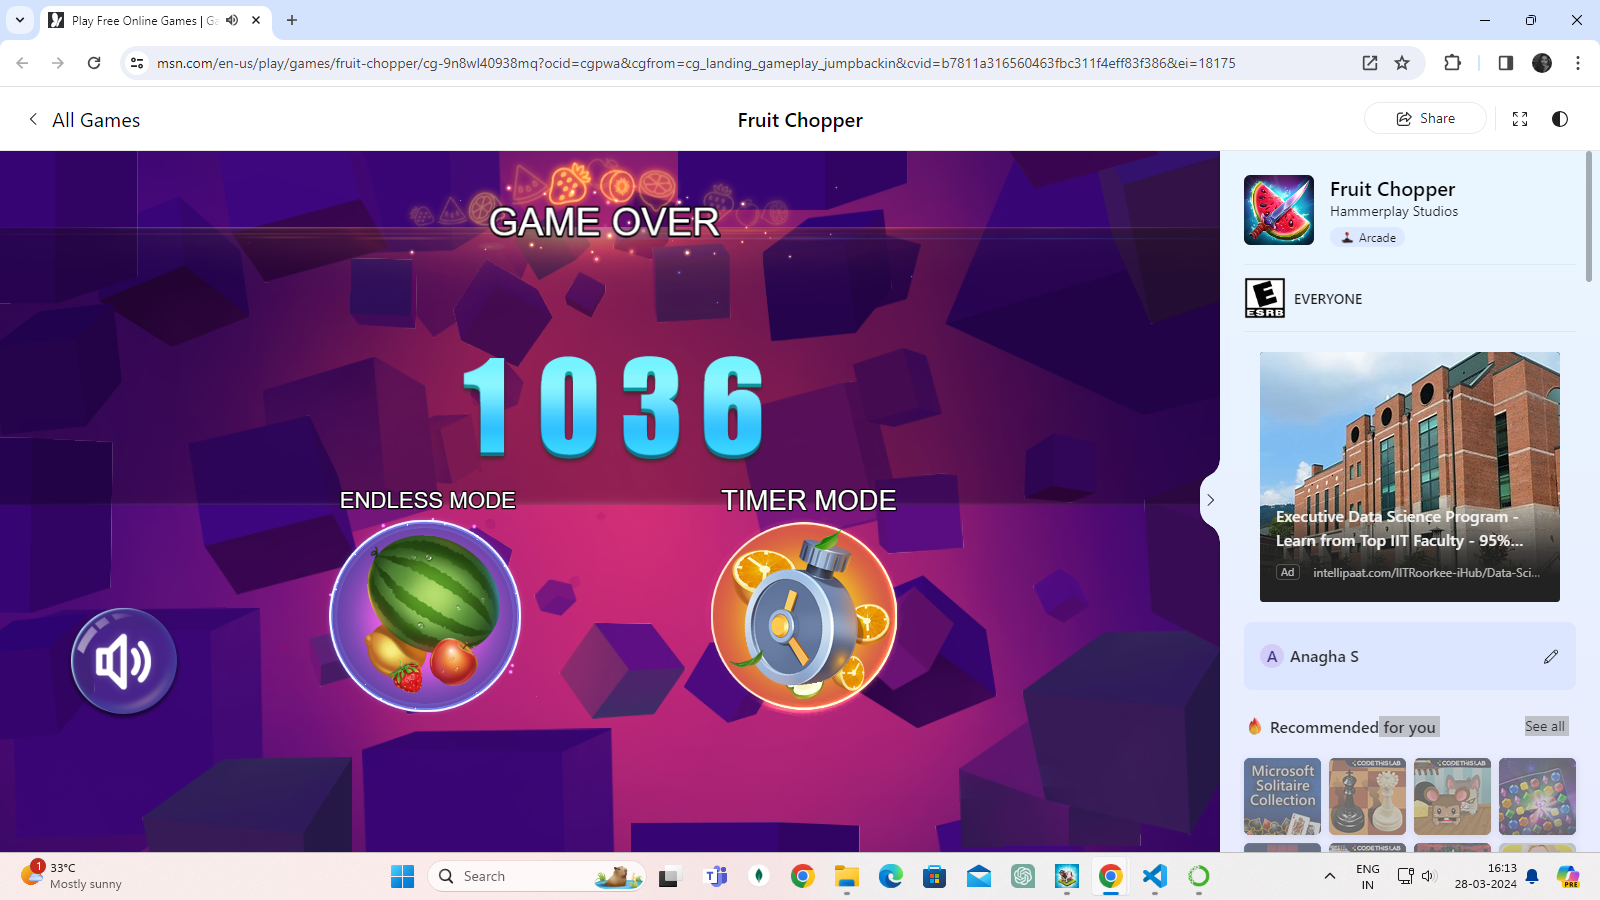 Play Free Online Games | Ga
msn.com/en-us/play/games/fruit-chopper/cg-9n8wl40938mq?ocid=cgpwa&cgfrom=cg_landing_gameplay_jumpbackin&cvid=b7811a316560463fbc311f4eff83f386&ei=18175
All Games
Fruit Chopper
Share
GAME OVER
1036
ENDLESS MODE
TIMER MODE
Fruit Chopper
Hammerplay Studios
Arcade
E
ESRB
EVERYONE
Executive Data Science Program -
Learn from Top IIT Faculty - 95%...
Ad
intellipaat.com/IITRoorkee-iHub/Data-Sci...
A
Anagha S
Recommended for you
See all
Microsoft
Solitaire
Collection
CODETHISLAB
CODETHISLAB
CODETHISLAB
1
33°C
Mostly sunny
Search
ENG
IN
16:13
28-03-2024
PRE